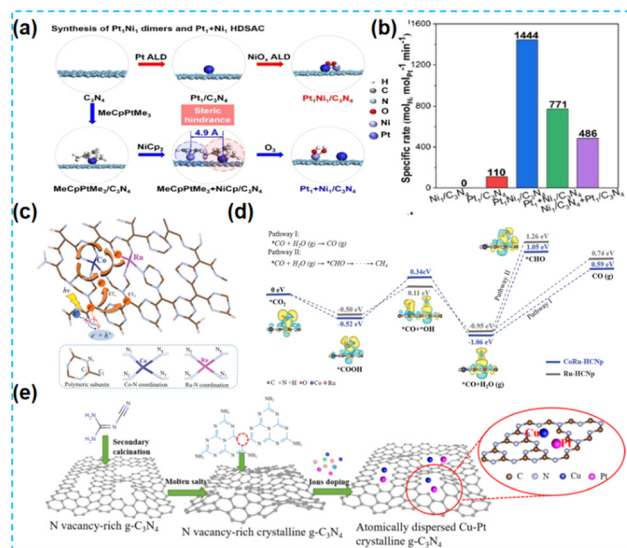 (a)
Synthesis of Pt1Ni1 dimers and Pt1+Ni1 HDSAC
Pt ALD
NiOx ALD
C3N4
Pt1/C3N4
Pt1Ni1/C3N4
MeCpPtMe3
Steric
hindrance
4.9 Å
NiCp2
O3
MeCpPtMe3/C3N4
MeCpPtMe3+NiCp/C3N4
Pt1+Ni1/C3N4
H
C
N
O
Ni
Pt
(b)
Specific rate (molH2 molPt-1 min-1)
1600
1200
800
400
0
0
110
1444
771
486
Ni1/C3N4
Pt1/C3N4
Pt1Ni1/C3N4
Pt1+Ni1/C3N4
Ni1/C3N4+Pt1/C3N4
(c)
Co
Ru
hν
e- + h+
Polymeric subunits
Co-N coordination
Ru-N coordination
(d)
Pathway I:
*CO + H2O (g) → CO (g)
Pathway II:
*CO + H2O (g) → *CHO → ⋯ → CH4
0 eV
*CO2
-0.50 eV
-0.52 eV
*COOH
0.34eV
0.11 eV
*CO+*OH
-0.95 eV
-1.06 eV
*CO+H2O (g)
1.26 eV
1.05 eV
*CHO
0.74 eV
0.59 eV
CO (g)
Pathway II
Pathway I
C N H O Co Ru
CoRu-HCNp
Ru-HCNp
(e)
Secondary
calcination
Molten salts
Ions doping
N vacancy-rich g-C3N4
N vacancy-rich crystalline g-C3N4
Atomically dispersed Cu-Pt
crystalline g-C3N4
Cu
Pt
C N Cu Pt